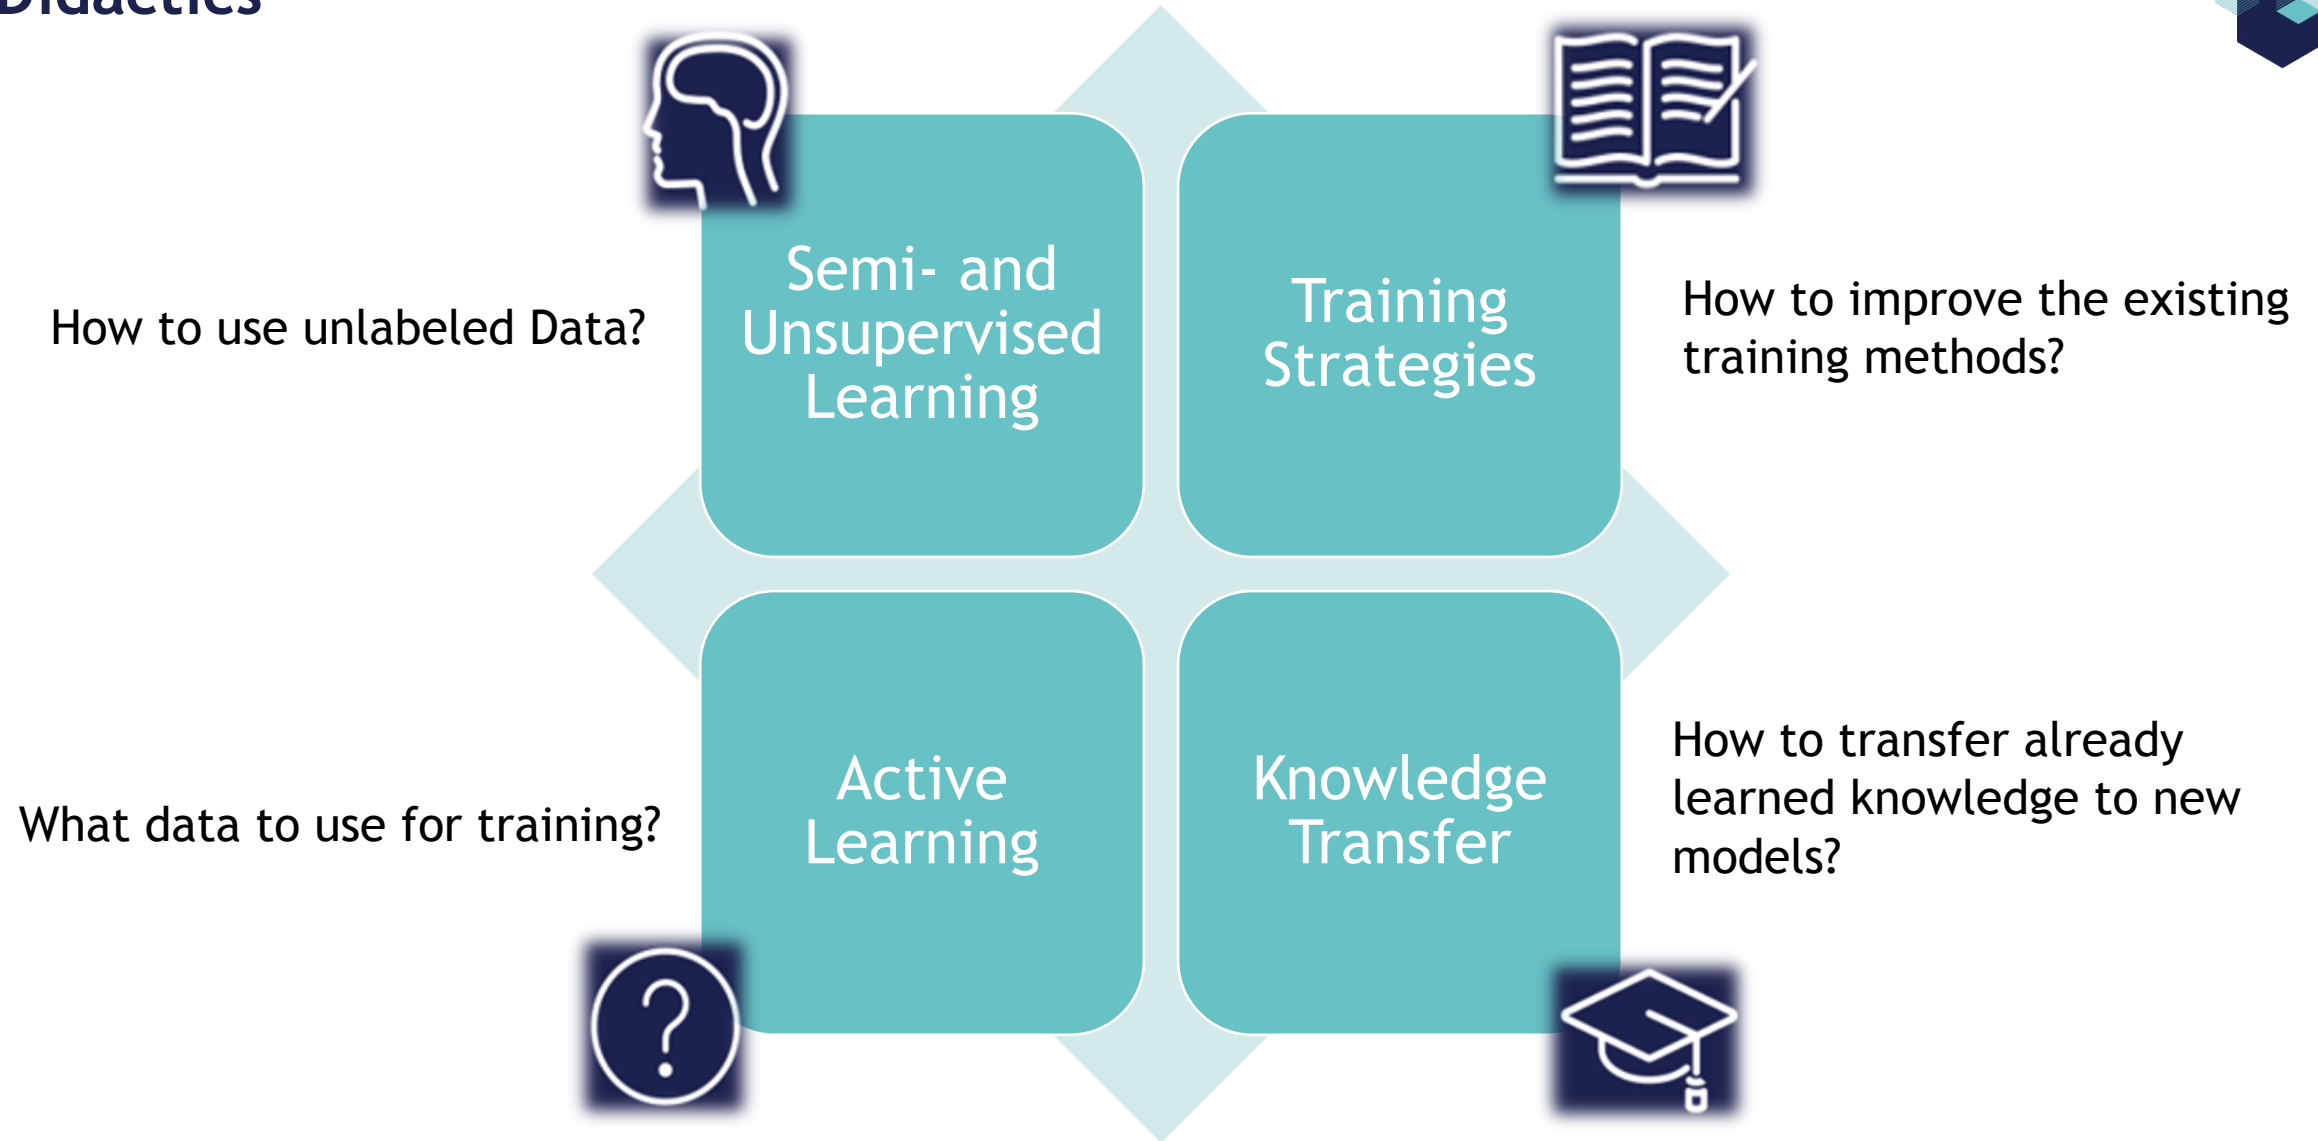 Didactics
How to use unlabeled Data?
Semi- and
Unsupervised
Learning
Training
Strategies
How to improve the existing
training methods?
What data to use for training?
Active
Learning
Knowledge
Transfer
How to transfer already
learned knowledge to new
models?
?